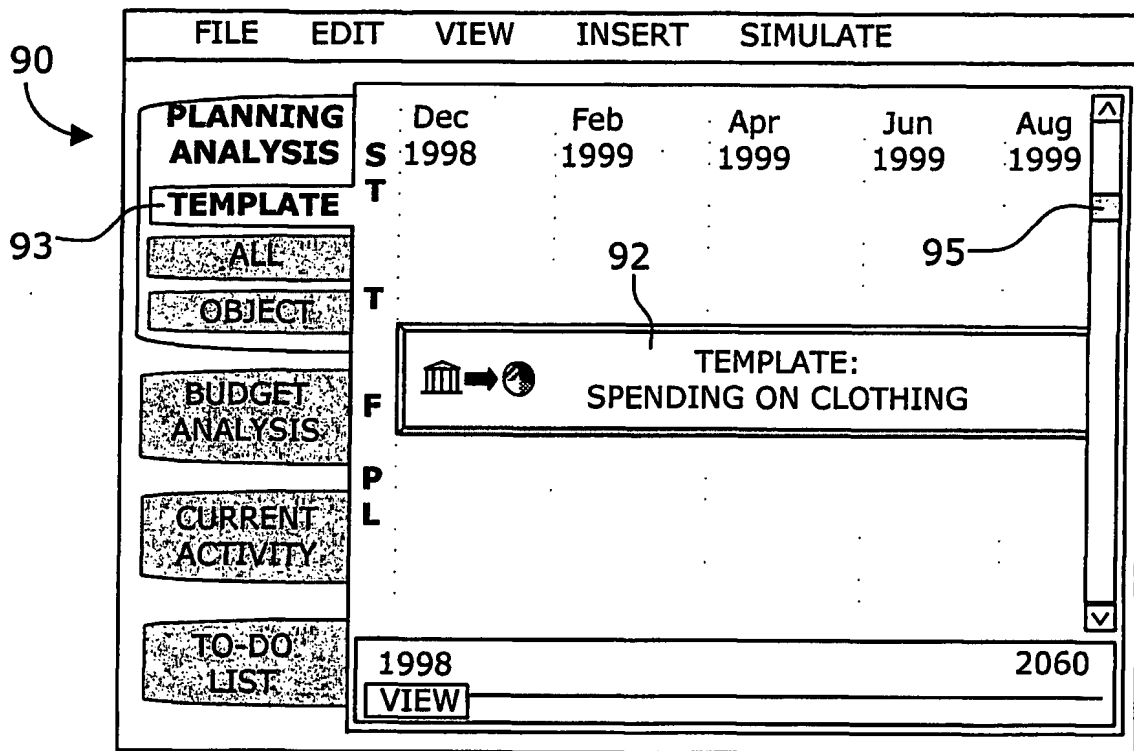 FILE EDIT VIEW INSERT SIMULATE
90
PLANNING
ANALYSIS
TEMPLATE
93
ALL
OBJECT
BUDGET
ANALYSIS
CURRENT
ACTIVITY
TO-DO
LIST
S
T
T
F
P
L
Dec Feb Apr Jun Aug
1998 1999 1999 1999 1999
92
95
TEMPLATE:
SPENDING ON CLOTHING
1998 2060
VIEW